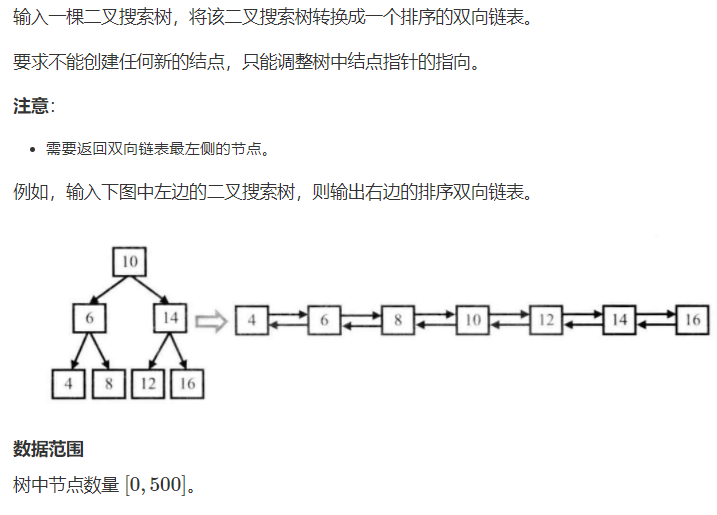 输入一棵二叉搜索树，将该二叉搜索树转换成一个排序的双向链表。
要求不能创建任何新的结点，只能调整树中结点指针的指向。
注意：
• 需要返回双向链表最左侧的节点。
例如，输入下图中左边的二叉搜索树，则输出右边的排序双向链表。
10
6 14 4 6 8 10 12 14 16
4 8 12 16
数据范围
树中节点数量 [0, 500]。